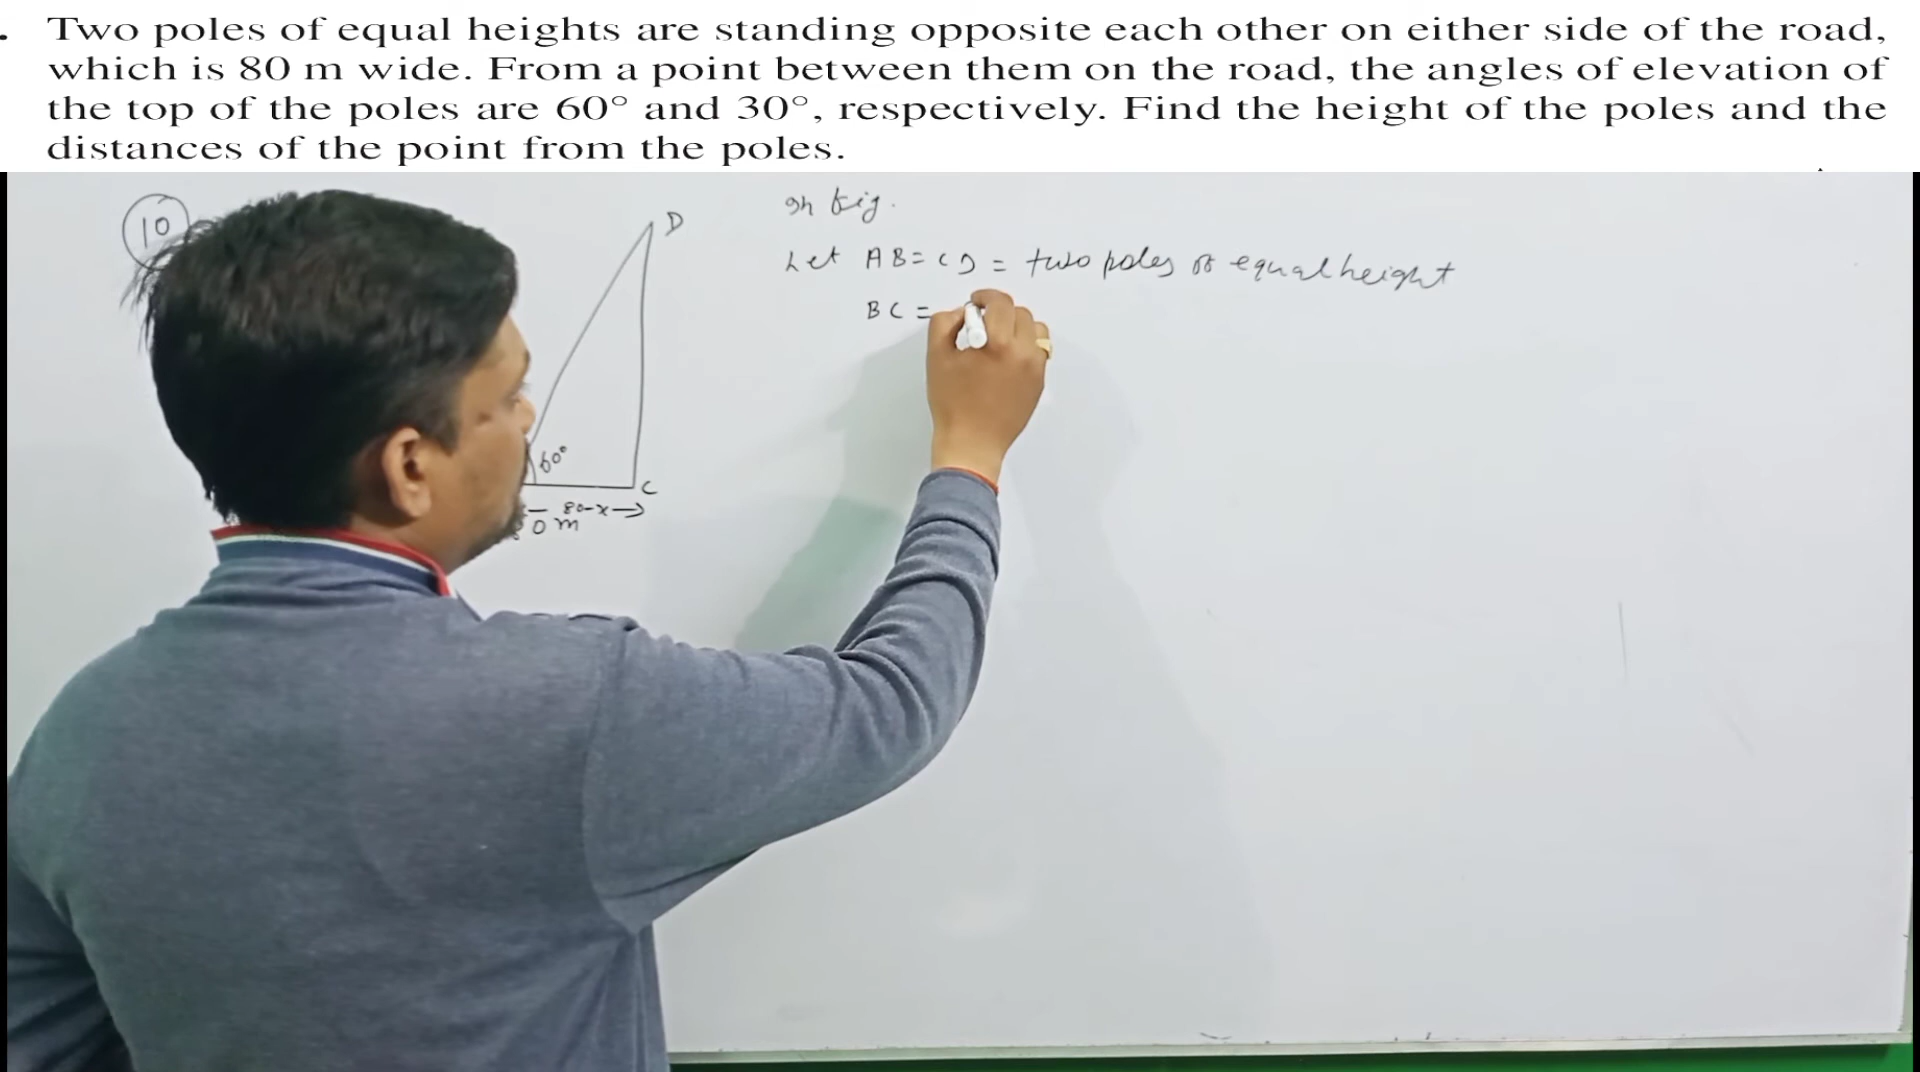 . Two poles of equal heights are standing opposite each other on either side of the road,
which is 80 m wide. From a point between them on the road, the angles of elevation of
the top of the poles are 60° and 30°, respectively. Find the height of the poles and the
distances of the point from the poles.
10
D
60°
C
80-x
0 m
In fig.
Let AB = CD = two poles of equal height
BC =